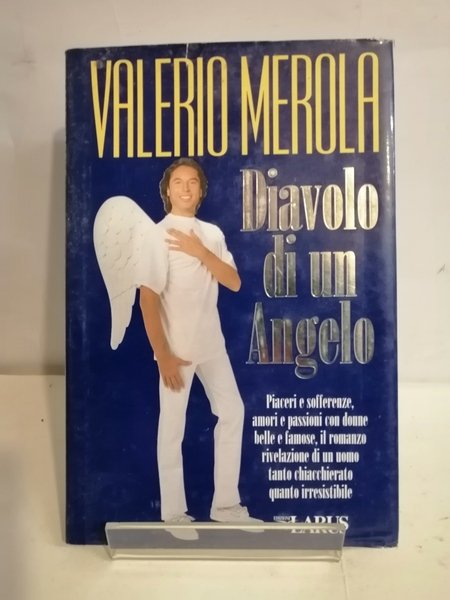 VALERIO MEROLA
Diavolo
di un
Angelo
Piaceri e sofferenze,
amori e passioni con donne
belle e famose, il romanzo
rivelazione di un uomo
tanto chiacchierato
quanto irresistibile
LARUS